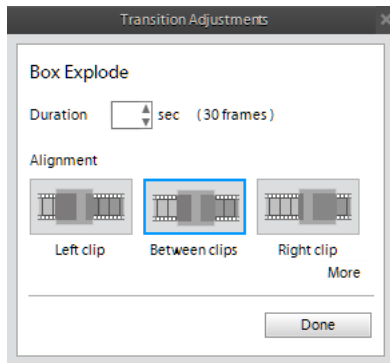 Transition Adjustments
Box Explode
Duration sec (30 frames)
Alignment
Left clip Between clips Right clip
More
Done